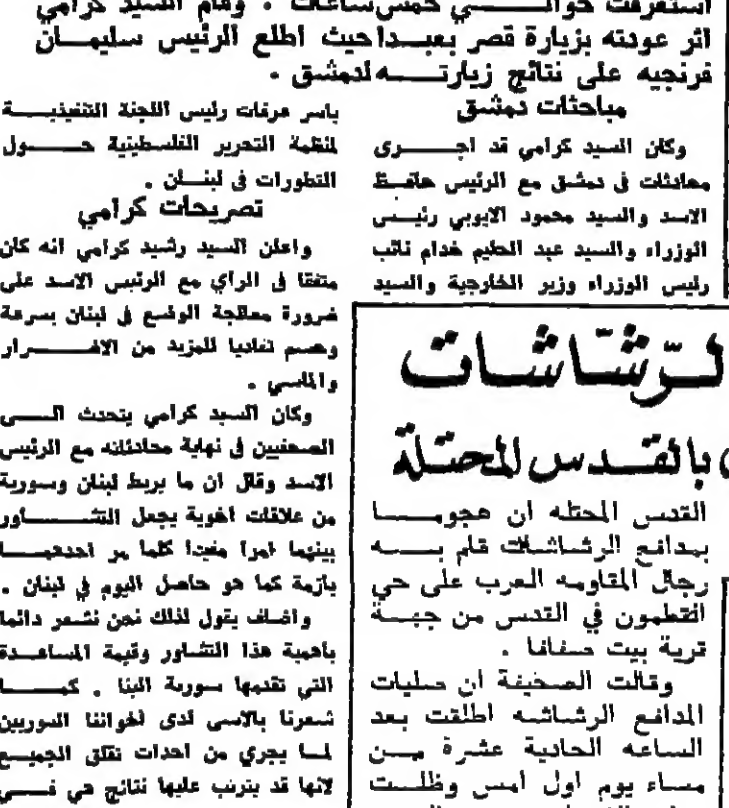 استغرقت حوالي خمس ساعات . وقام السيد كرامي
اثر عودته بزيارة قصر بعبدا حيث اطلع الرئيس سليمان
فرنجيه على نتائج زيارته لدمشق .
مباحثات دمشق
وكان السيد كرامي قد اجرى
محادثات في دمشق مع الرئيس حافظ
الاسد والسيد محمود الايوبي رئيس
الوزراء والسيد عبد الحليم خدام نائب
رئيس الوزراء وزير الخارجية والسيد
ياسر عرفات رئيس اللجنة التنفيذية
لمنظمة التحرير الفلسطينية حول
التطورات في لبنان .
تصريحات كرامي
واعلن السيد رشيد كرامي انه كان
متفقا في الراي مع الرئيس الاسد على
ضرورة معالجة الوضع في لبنان بسرعة
وحسم تفاديا للمزيد من الاضرار
والماسي .
وكان السيد كرامي يتحدث الى
الصحفيين في نهاية محادثاته مع الرئيس
الاسد وقال ان ما يربط لبنان وسورية
من علاقات اخوية يجعل التشاور
بينهما امرا مفيدا كلما مر احدهما
بازمة كما هو حاصل اليوم في لبنان .
واضاف يقول لذلك نحن نشعر دائما
باهمية هذا التشاور وقيمة المساعدة
التي تقدمها سورية الينا . كما
شعرنا بالاسى لدى اخواننا السوريين
لما يجري من احداث تقلق الجميع
لانها قد يترتب عليها نتائج هي في
لرّشّاشات
بالقدس المحتلة
القدس المحتله ان هجوما
بمدافع الرشاشات قام به
رجال المقاومه العرب على حي
القطمون في القدس من جهة
قرية بيت صفافا .
وقالت الصحيفة ان صليات
المدافع الرشاشه اطلقت بعد
الساعه الحادية عشرة من
مساء يوم اول امس وظلت